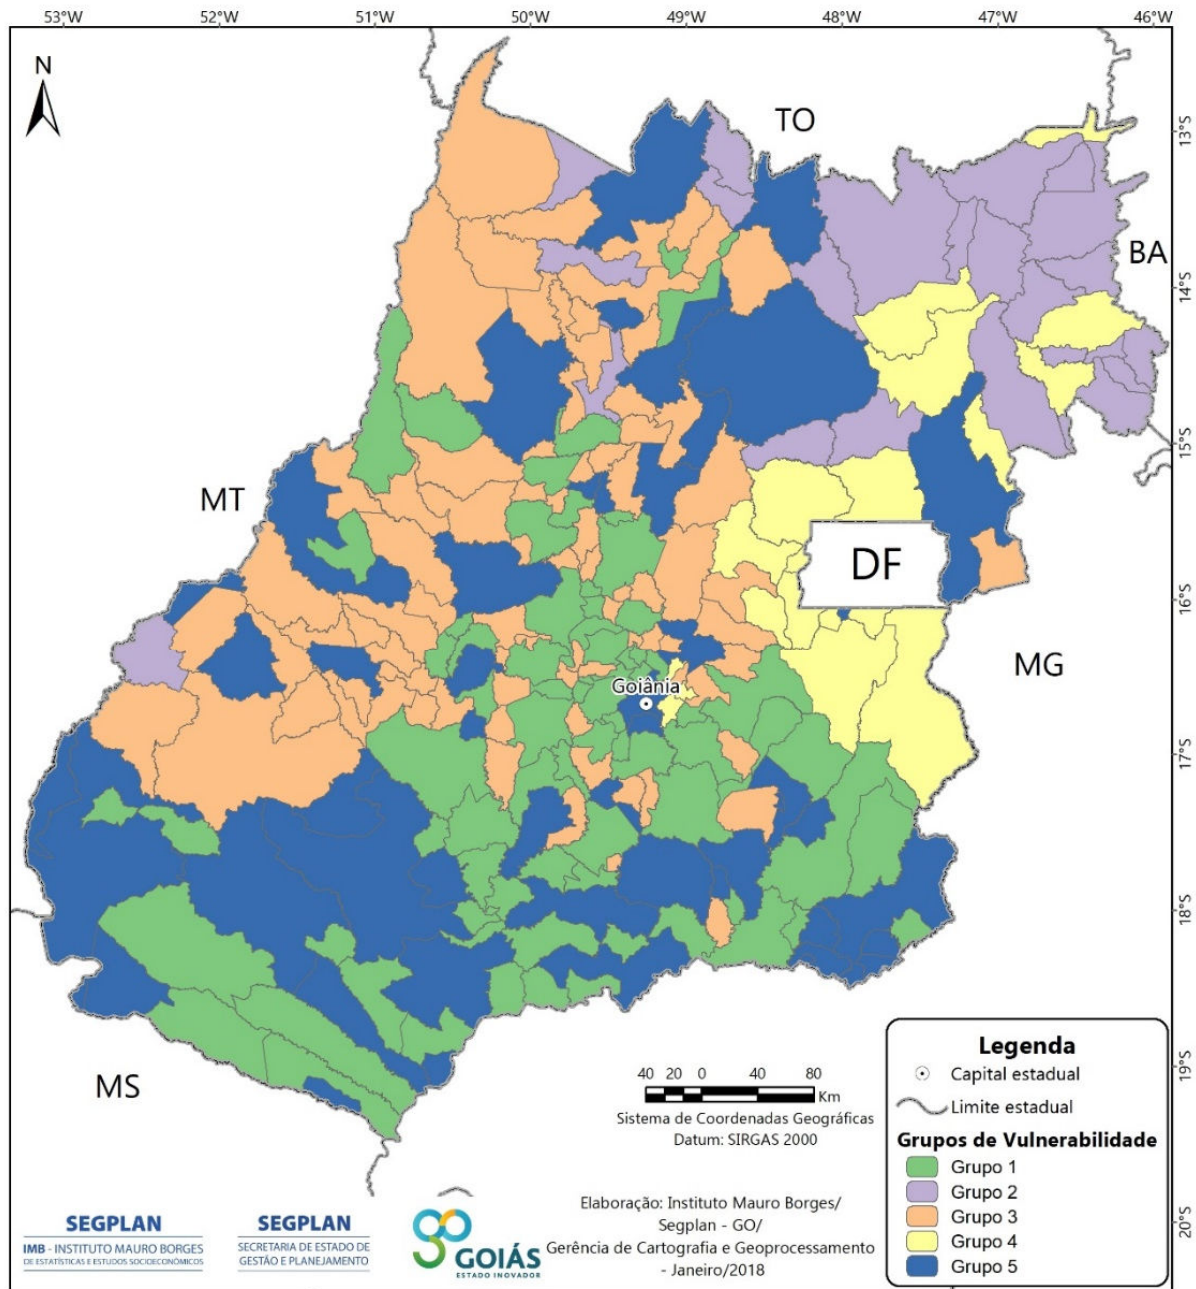 53°W 52°W 51°W 50°W 49°W 48°W 47°W 46°W
N
TO
13°S
BA
14°S
15°S
MT
DF
16°S
MG
Goiânia
17°S
18°S
Legenda
Capital estadual
Limite estadual
Grupos de Vulnerabilidade
Grupo 1
Grupo 2
Grupo 3
Grupo 4
Grupo 5
19°S
MS
40 20 0 40 80
Km
Sistema de Coordenadas Geográficas
Datum: SIRGAS 2000
20°S
SEGPLAN
IMB - INSTITUTO MAURO BORGES
DE ESTATÍSTICAS E ESTUDOS SOCIOECONÔMICOS
SEGPLAN
SECRETARIA DE ESTADO DE
GESTÃO E PLANEJAMENTO
GOIÁS
ESTADO INOVADOR
Elaboração: Instituto Mauro Borges/
Segplan - GO/
Gerência de Cartografia e Geoprocessamento
- Janeiro/2018